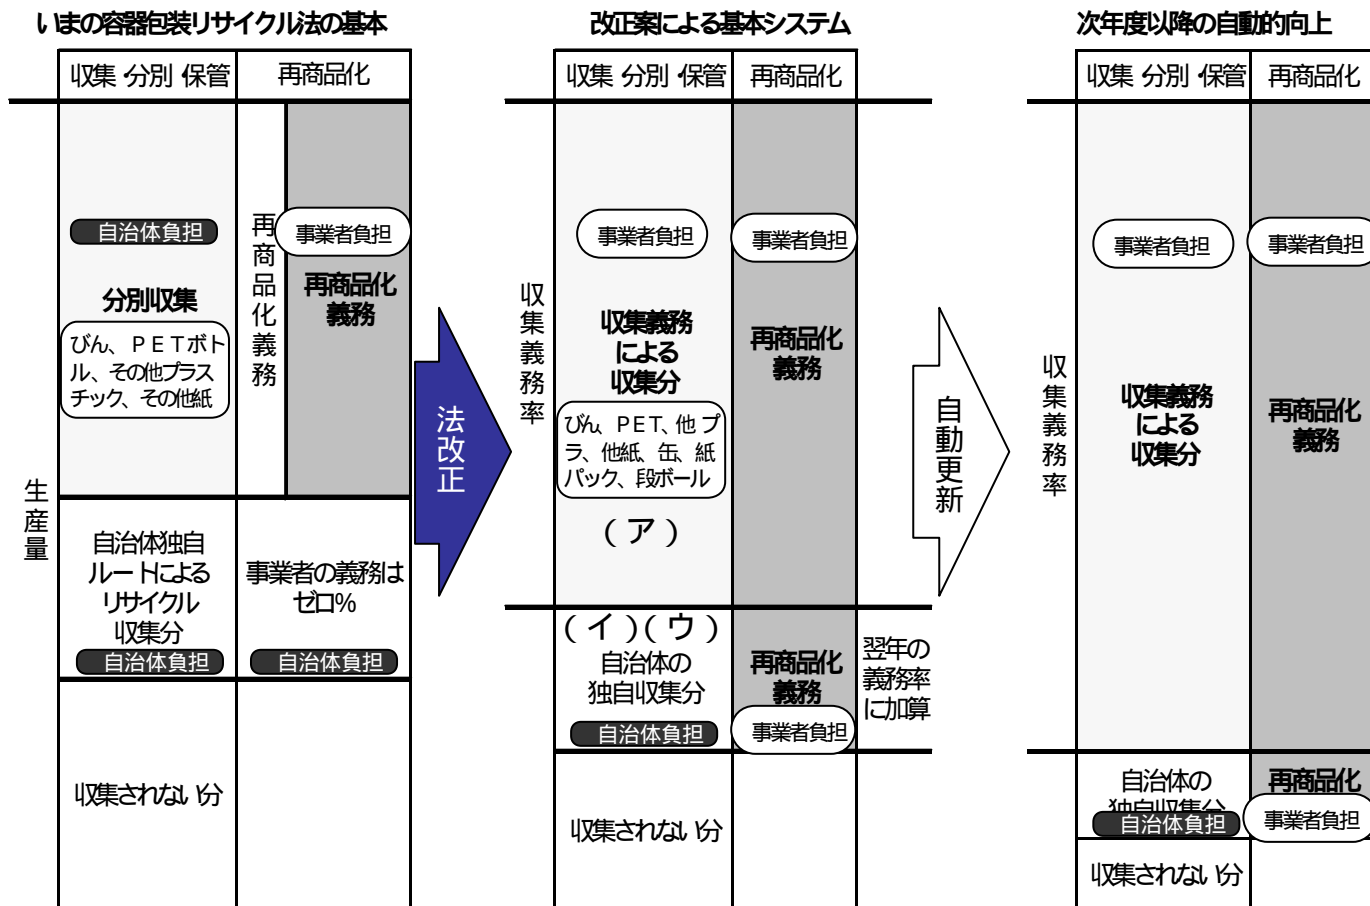 いまの容器包装リサイクル法の基本
収集・分別・保管
再商品化
生産量
自治体負担
分別収集
びん、ＰＥＴボト
ル、その他プラス
チック、その他紙
再商品化義務
事業者負担
再商品化
義務
自治体独自
ルートによる
リサイクル
収集分
自治体負担
事業者の義務は
ゼロ%
自治体負担
収集されない分
法改正
改正案による基本システム
収集・分別・保管
再商品化
収集義務率
事業者負担
収集義務
による
収集分
びん、ＰＥＴ、他プ
ラ、他紙、缶、紙
パック、段ボール
（ア）
事業者負担
再商品化
義務
（イ）（ウ）
自治体の
独自収集分
自治体負担
再商品化
義務
事業者負担
翌年の
義務率
に加算
収集されない分
自動更新
次年度以降の自動的向上
収集・分別・保管
再商品化
収集義務率
事業者負担
収集義務
による
収集分
事業者負担
再商品化
義務
自治体の
独自収集分
自治体負担
再商品化
事業者負担
収集されない分